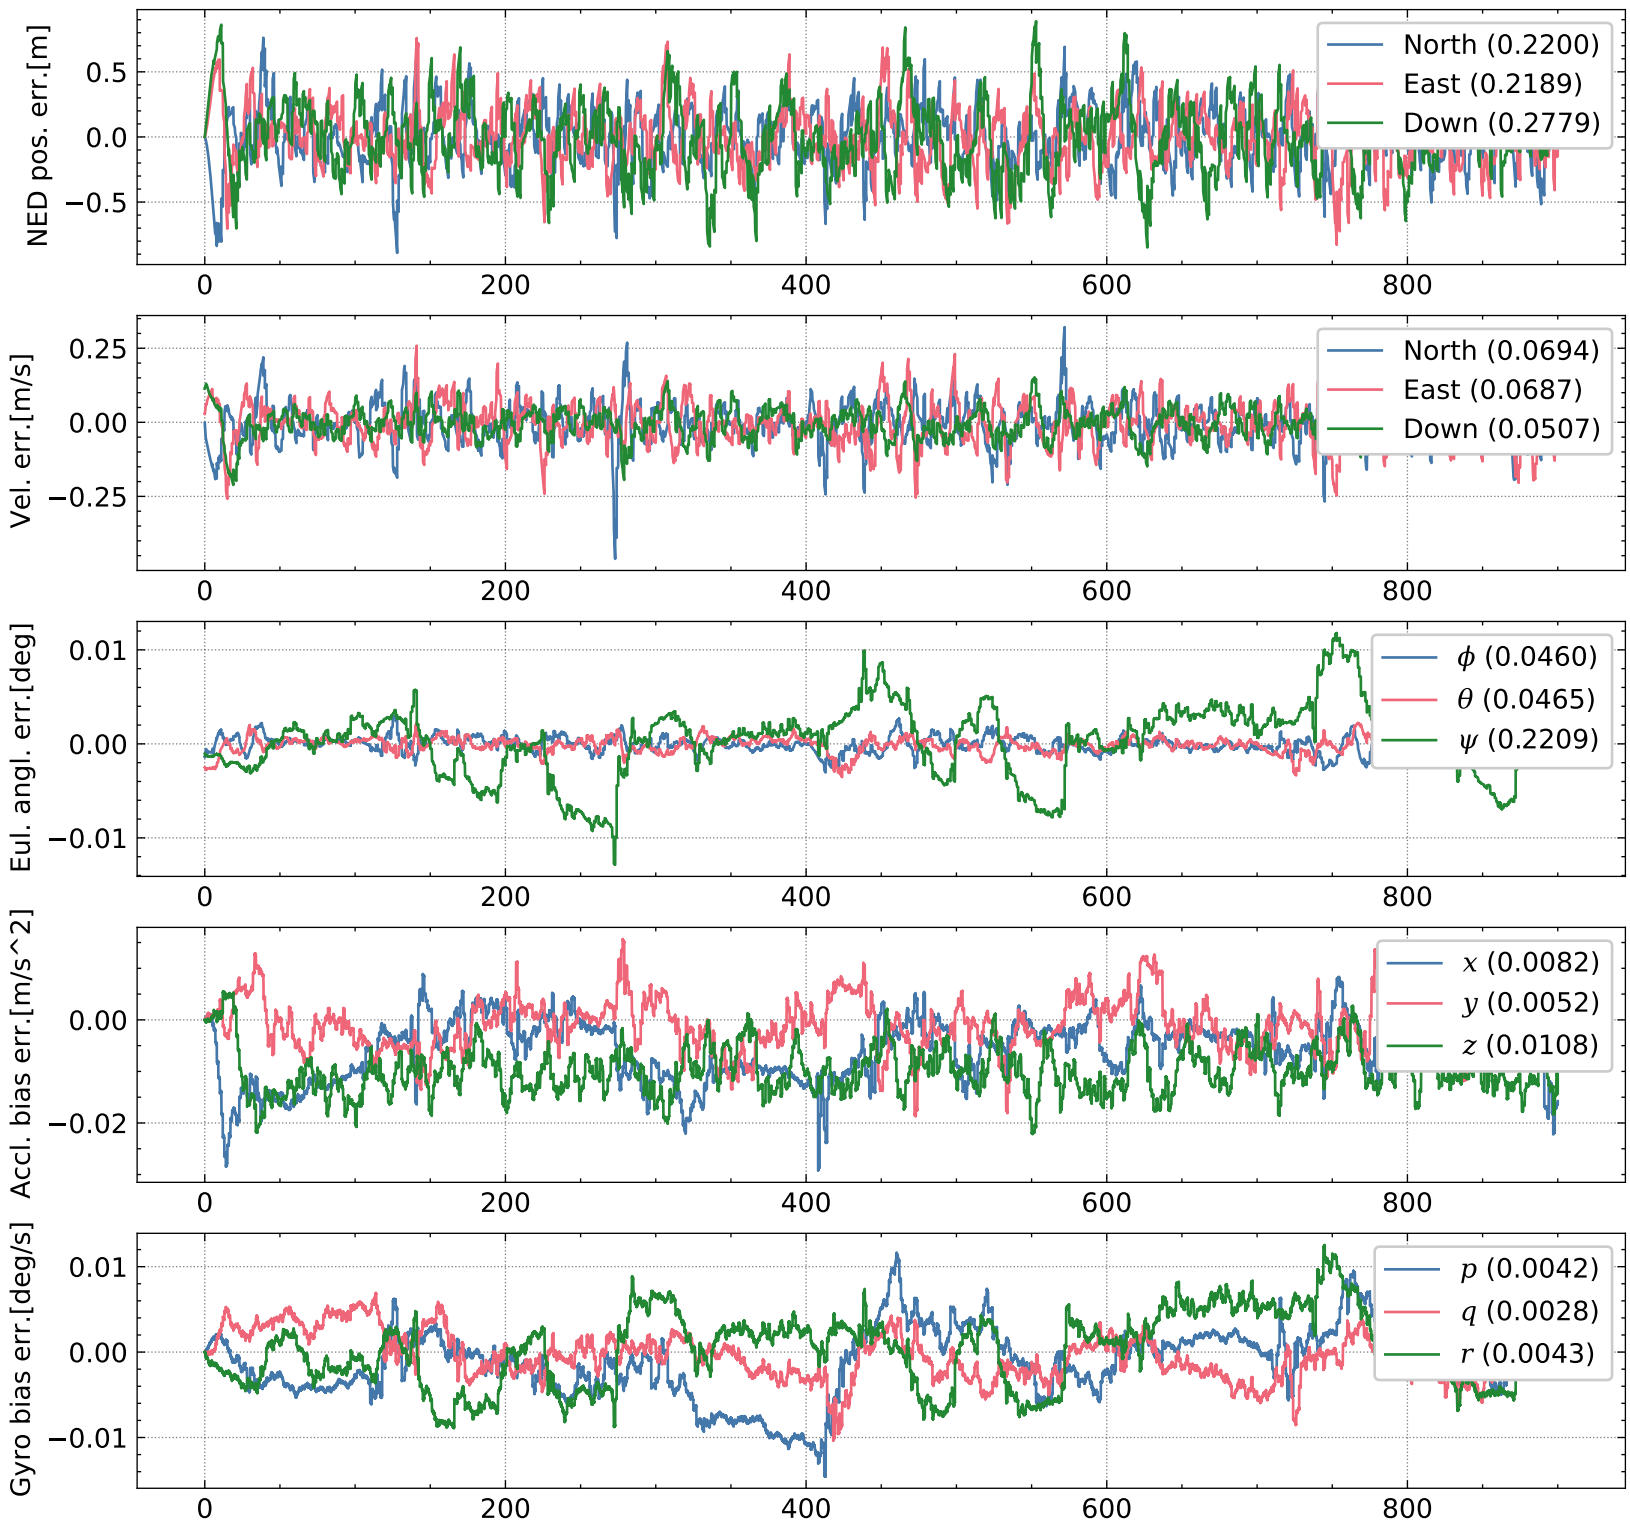 NED pos. err.[m]
0.5
0.0
−0.5
North (0.2200)
East (0.2189)
Down (0.2779)
0 200 400 600 800
Vel. err.[m/s]
0.25
0.00
−0.25
North (0.0694)
East (0.0687)
Down (0.0507)
0 200 400 600 800
Eul. angl. err.[deg]
0.01
0.00
−0.01
ϕ (0.0460)
θ (0.0465)
ψ (0.2209)
0 200 400 600 800
Accl. bias err.[m/s^2]
0.00
−0.02
x (0.0082)
y (0.0052)
z (0.0108)
0 200 400 600 800
Gyro bias err.[deg/s]
0.01
0.00
−0.01
p (0.0042)
q (0.0028)
r (0.0043)
0 200 400 600 800